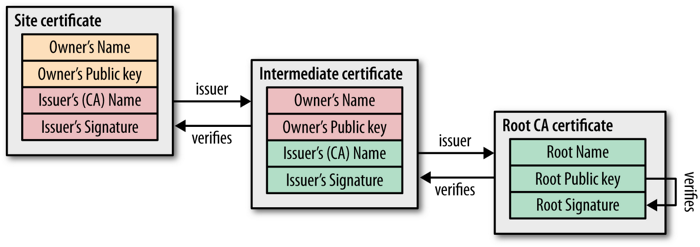 Site certificate
Owner's Name
Owner's Public key
Issuer's (CA) Name
Issuer's Signature
issuer
verifies
Intermediate certificate
Owner's Name
Owner's Public key
Issuer's (CA) Name
Issuer's Signature
issuer
verifies
Root CA certificate
Root Name
Root Public key
Root Signature
verifies